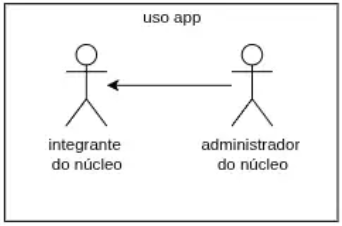 uso app
integrante
do núcleo
administrador
do núcleo